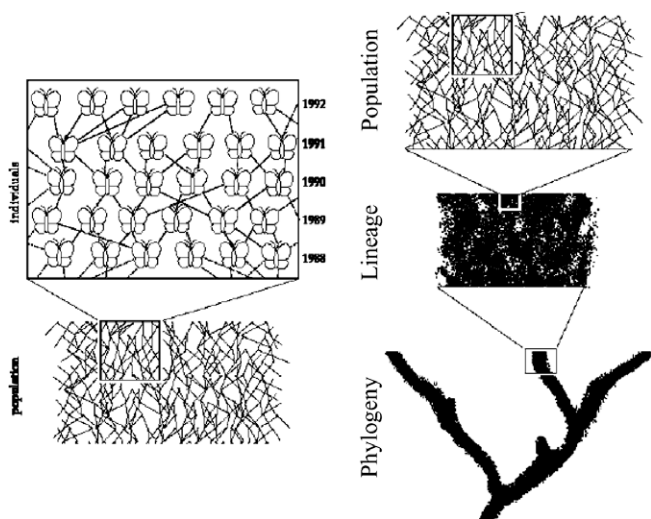 individuals
1992
1991
1990
1989
1988
population
Population
Lineage
Phylogeny